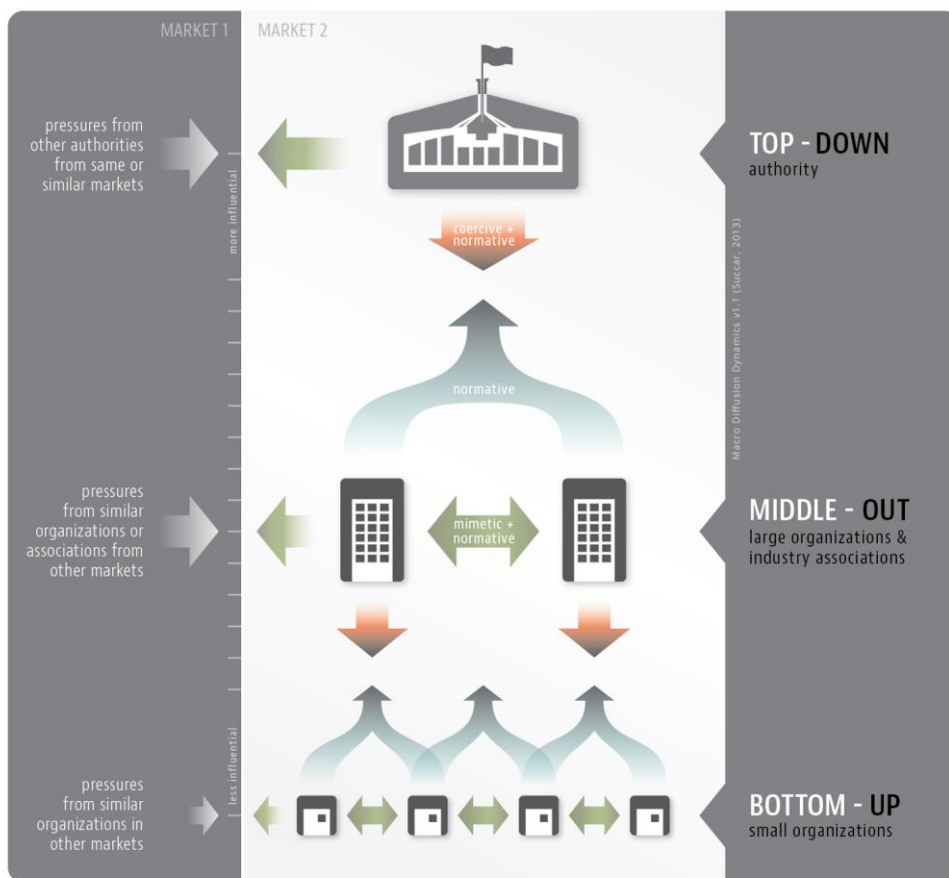 MARKET 1
MARKET 2
pressures from
other authorities
from same or
similar markets
more influential
TOP - DOWN
authority
coercive +
normative
Macro Diffusion Dynamics v1.1 (Succar, 2013)
normative
pressures
from similar
organizations or
associations from
other markets
mimetic +
normative
MIDDLE - OUT
large organizations &
industry associations
less influential
pressures
from similar
organizations in
other markets
BOTTOM - UP
small organizations